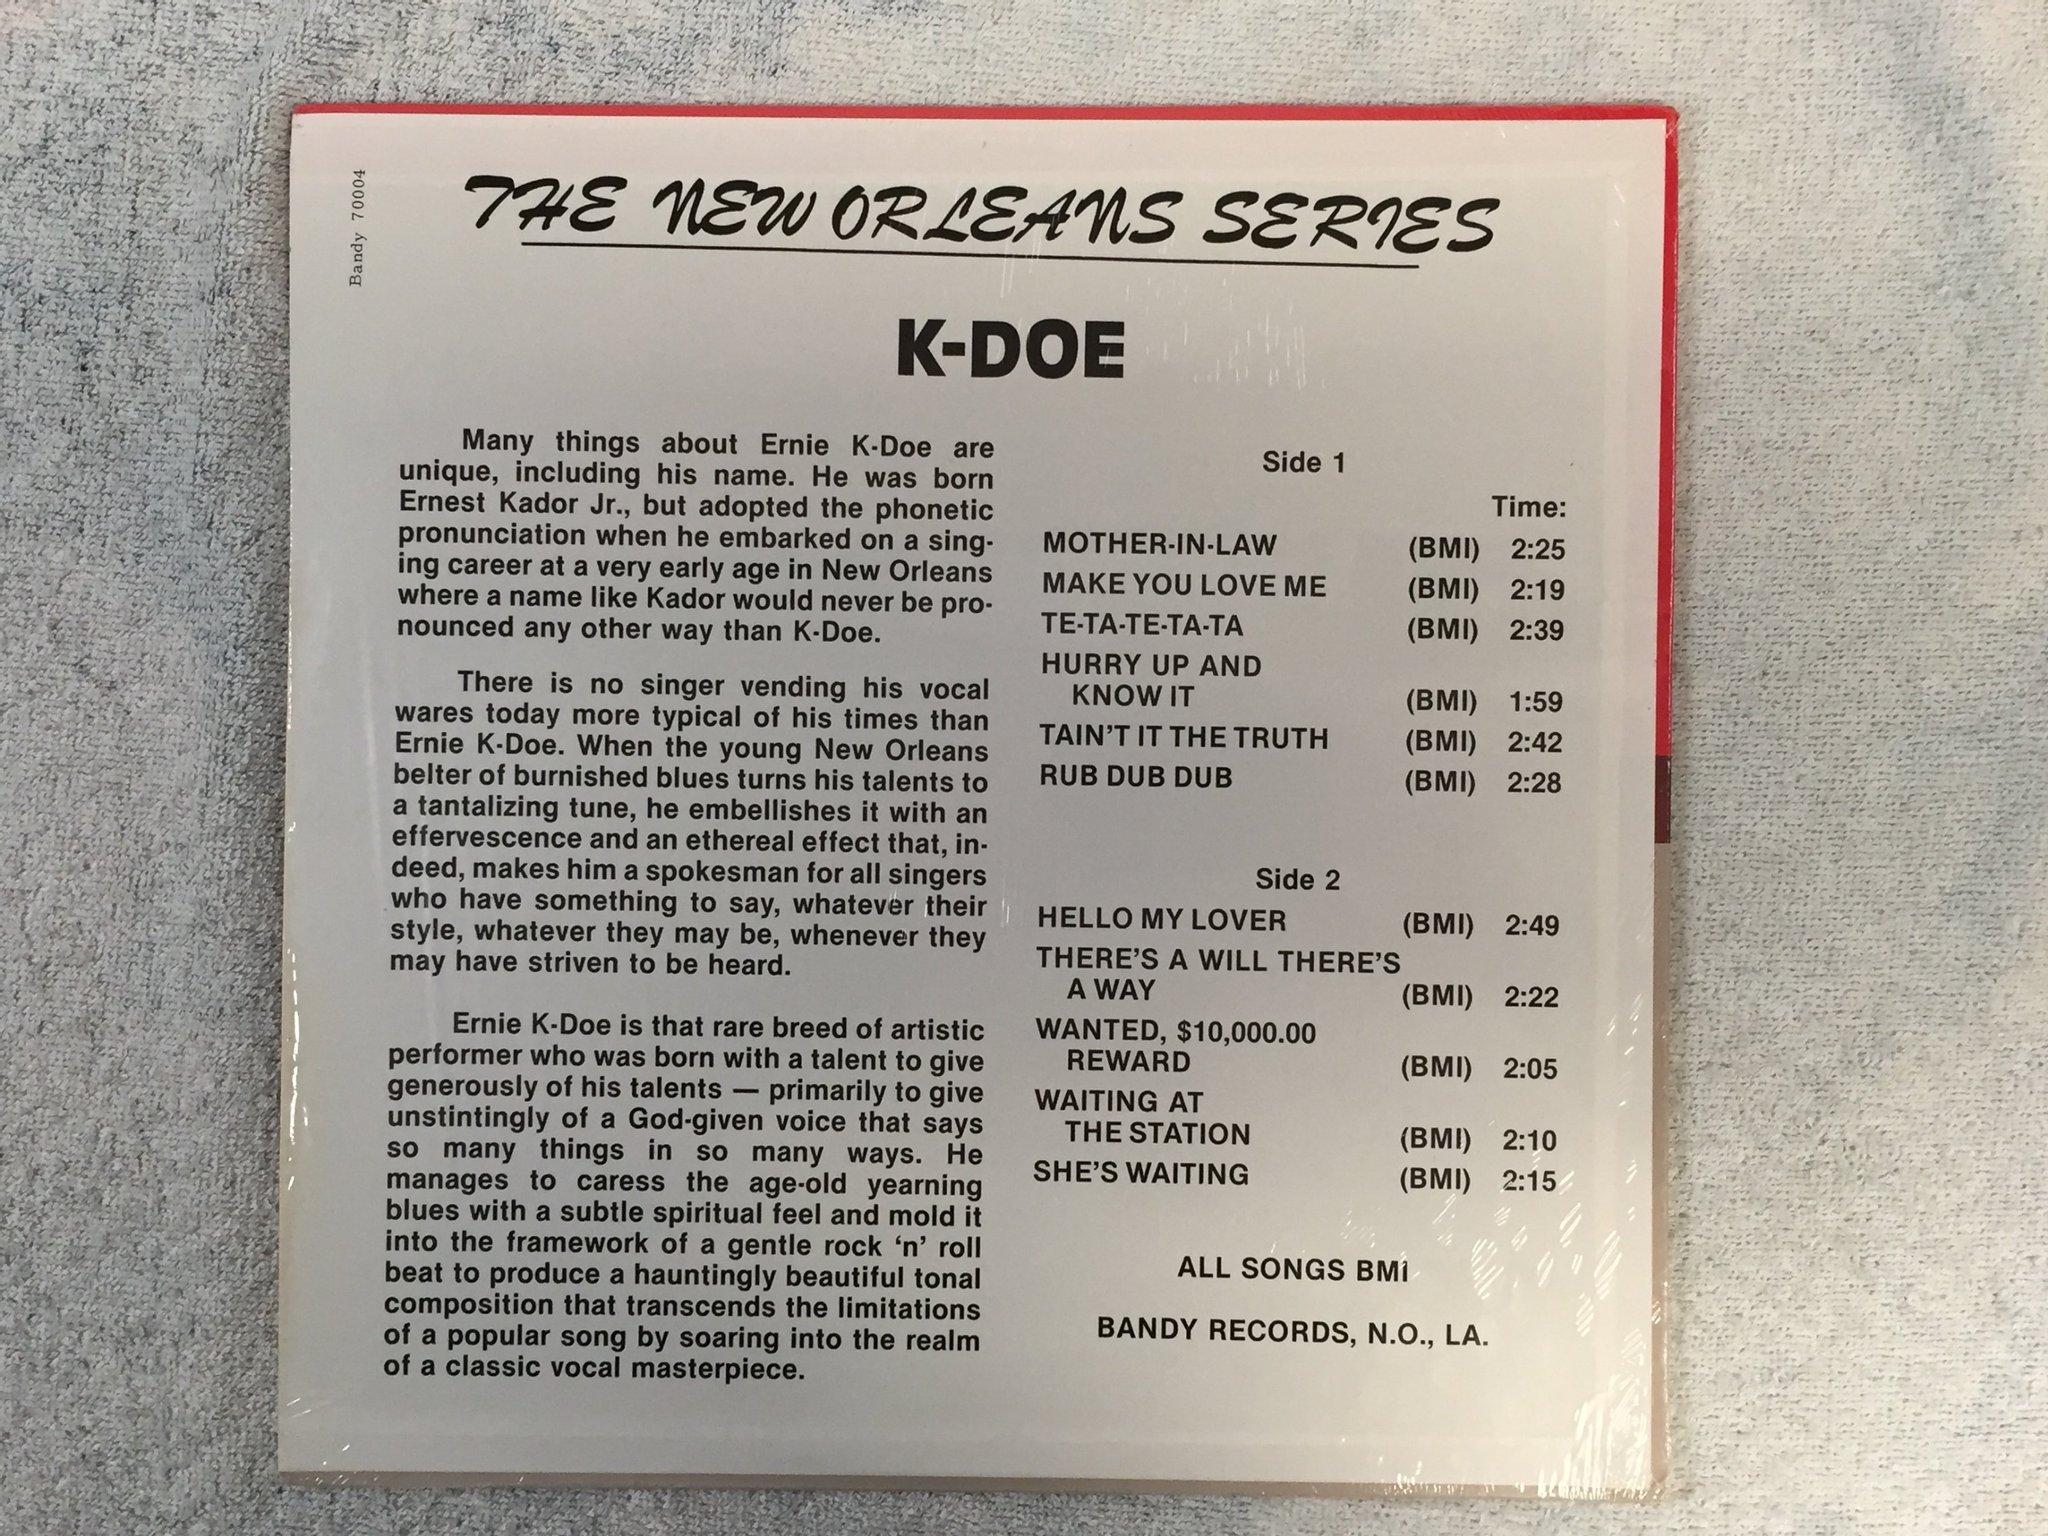 Bandy 70004
THE NEW ORLEANS SERIES
K-DOE
Many things about Ernie K-Doe are
unique, including his name. He was born
Ernest Kador Jr., but adopted the phonetic
pronunciation when he embarked on a sing-
ing career at a very early age in New Orleans
where a name like Kador would never be pro-
nounced any other way than K-Doe.
There is no singer vending his vocal
wares today more typical of his times than
Ernie K-Doe. When the young New Orleans
belter of burnished blues turns his talents to
a tantalizing tune, he embellishes it with an
effervescence and an ethereal effect that, in-
deed, makes him a spokesman for all singers
who have something to say, whatever their
style, whatever they may be, whenever they
may have striven to be heard.
Ernie K-Doe is that rare breed of artistic
performer who was born with a talent to give
generously of his talents — primarily to give
unstintingly of a God-given voice that says
so many things in so many ways. He
manages to caress the age-old yearning
blues with a subtle spiritual feel and mold it
into the framework of a gentle rock ‘n’ roll
beat to produce a hauntingly beautiful tonal
composition that transcends the limitations
of a popular song by soaring into the realm
of a classic vocal masterpiece.
Side 1
Time:
MOTHER-IN-LAW (BMI) 2:25
MAKE YOU LOVE ME (BMI) 2:19
TE-TA-TE-TA-TA (BMI) 2:39
HURRY UP AND
KNOW IT (BMI) 1:59
TAIN'T IT THE TRUTH (BMI) 2:42
RUB DUB DUB (BMI) 2:28
Side 2
HELLO MY LOVER (BMI) 2:49
THERE'S A WILL THERE'S
A WAY (BMI) 2:22
WANTED, $10,000.00
REWARD (BMI) 2:05
WAITING AT
THE STATION (BMI) 2:10
SHE'S WAITING (BMI) 2:15
ALL SONGS BMI
BANDY RECORDS, N.O., LA.